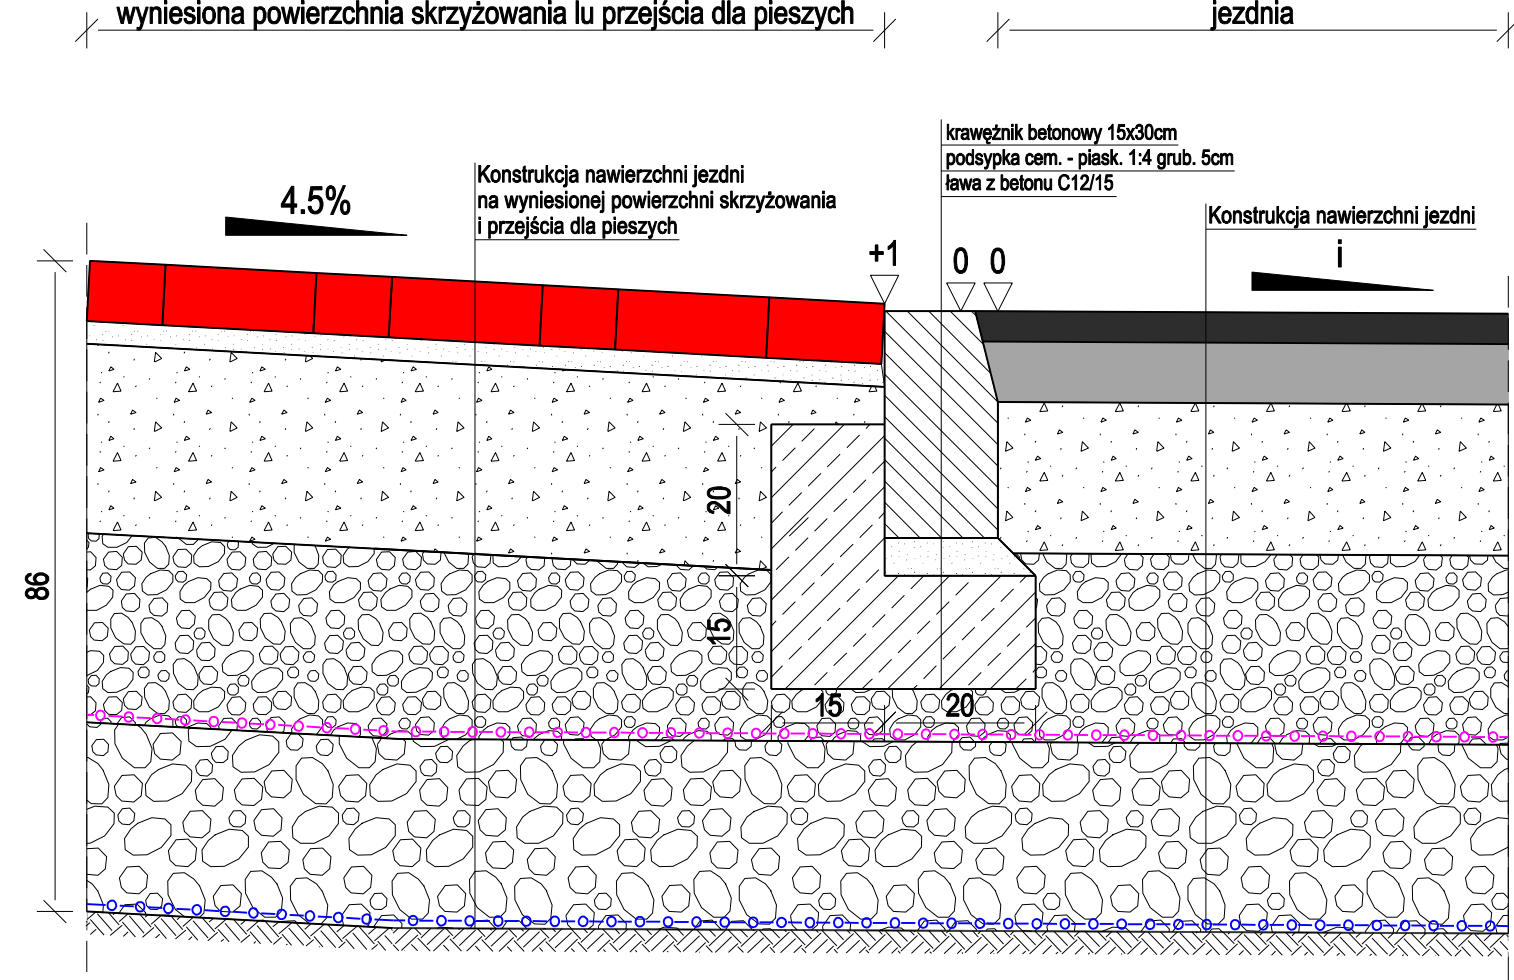 wyniesiona powierzchnia skrzyżowania lu przejścia dla pieszych
jezdnia
krawężnik betonowy 15x30cm
podsypka cem. - piask. 1:4 grub. 5cm
ława z betonu C12/15
Konstrukcja nawierzchni jezdni
na wyniesionej powierzchni skrzyżowania
i przejścia dla pieszych
4.5%
Konstrukcja nawierzchni jezdni
i
+1
0
0
20
86
15
15
20